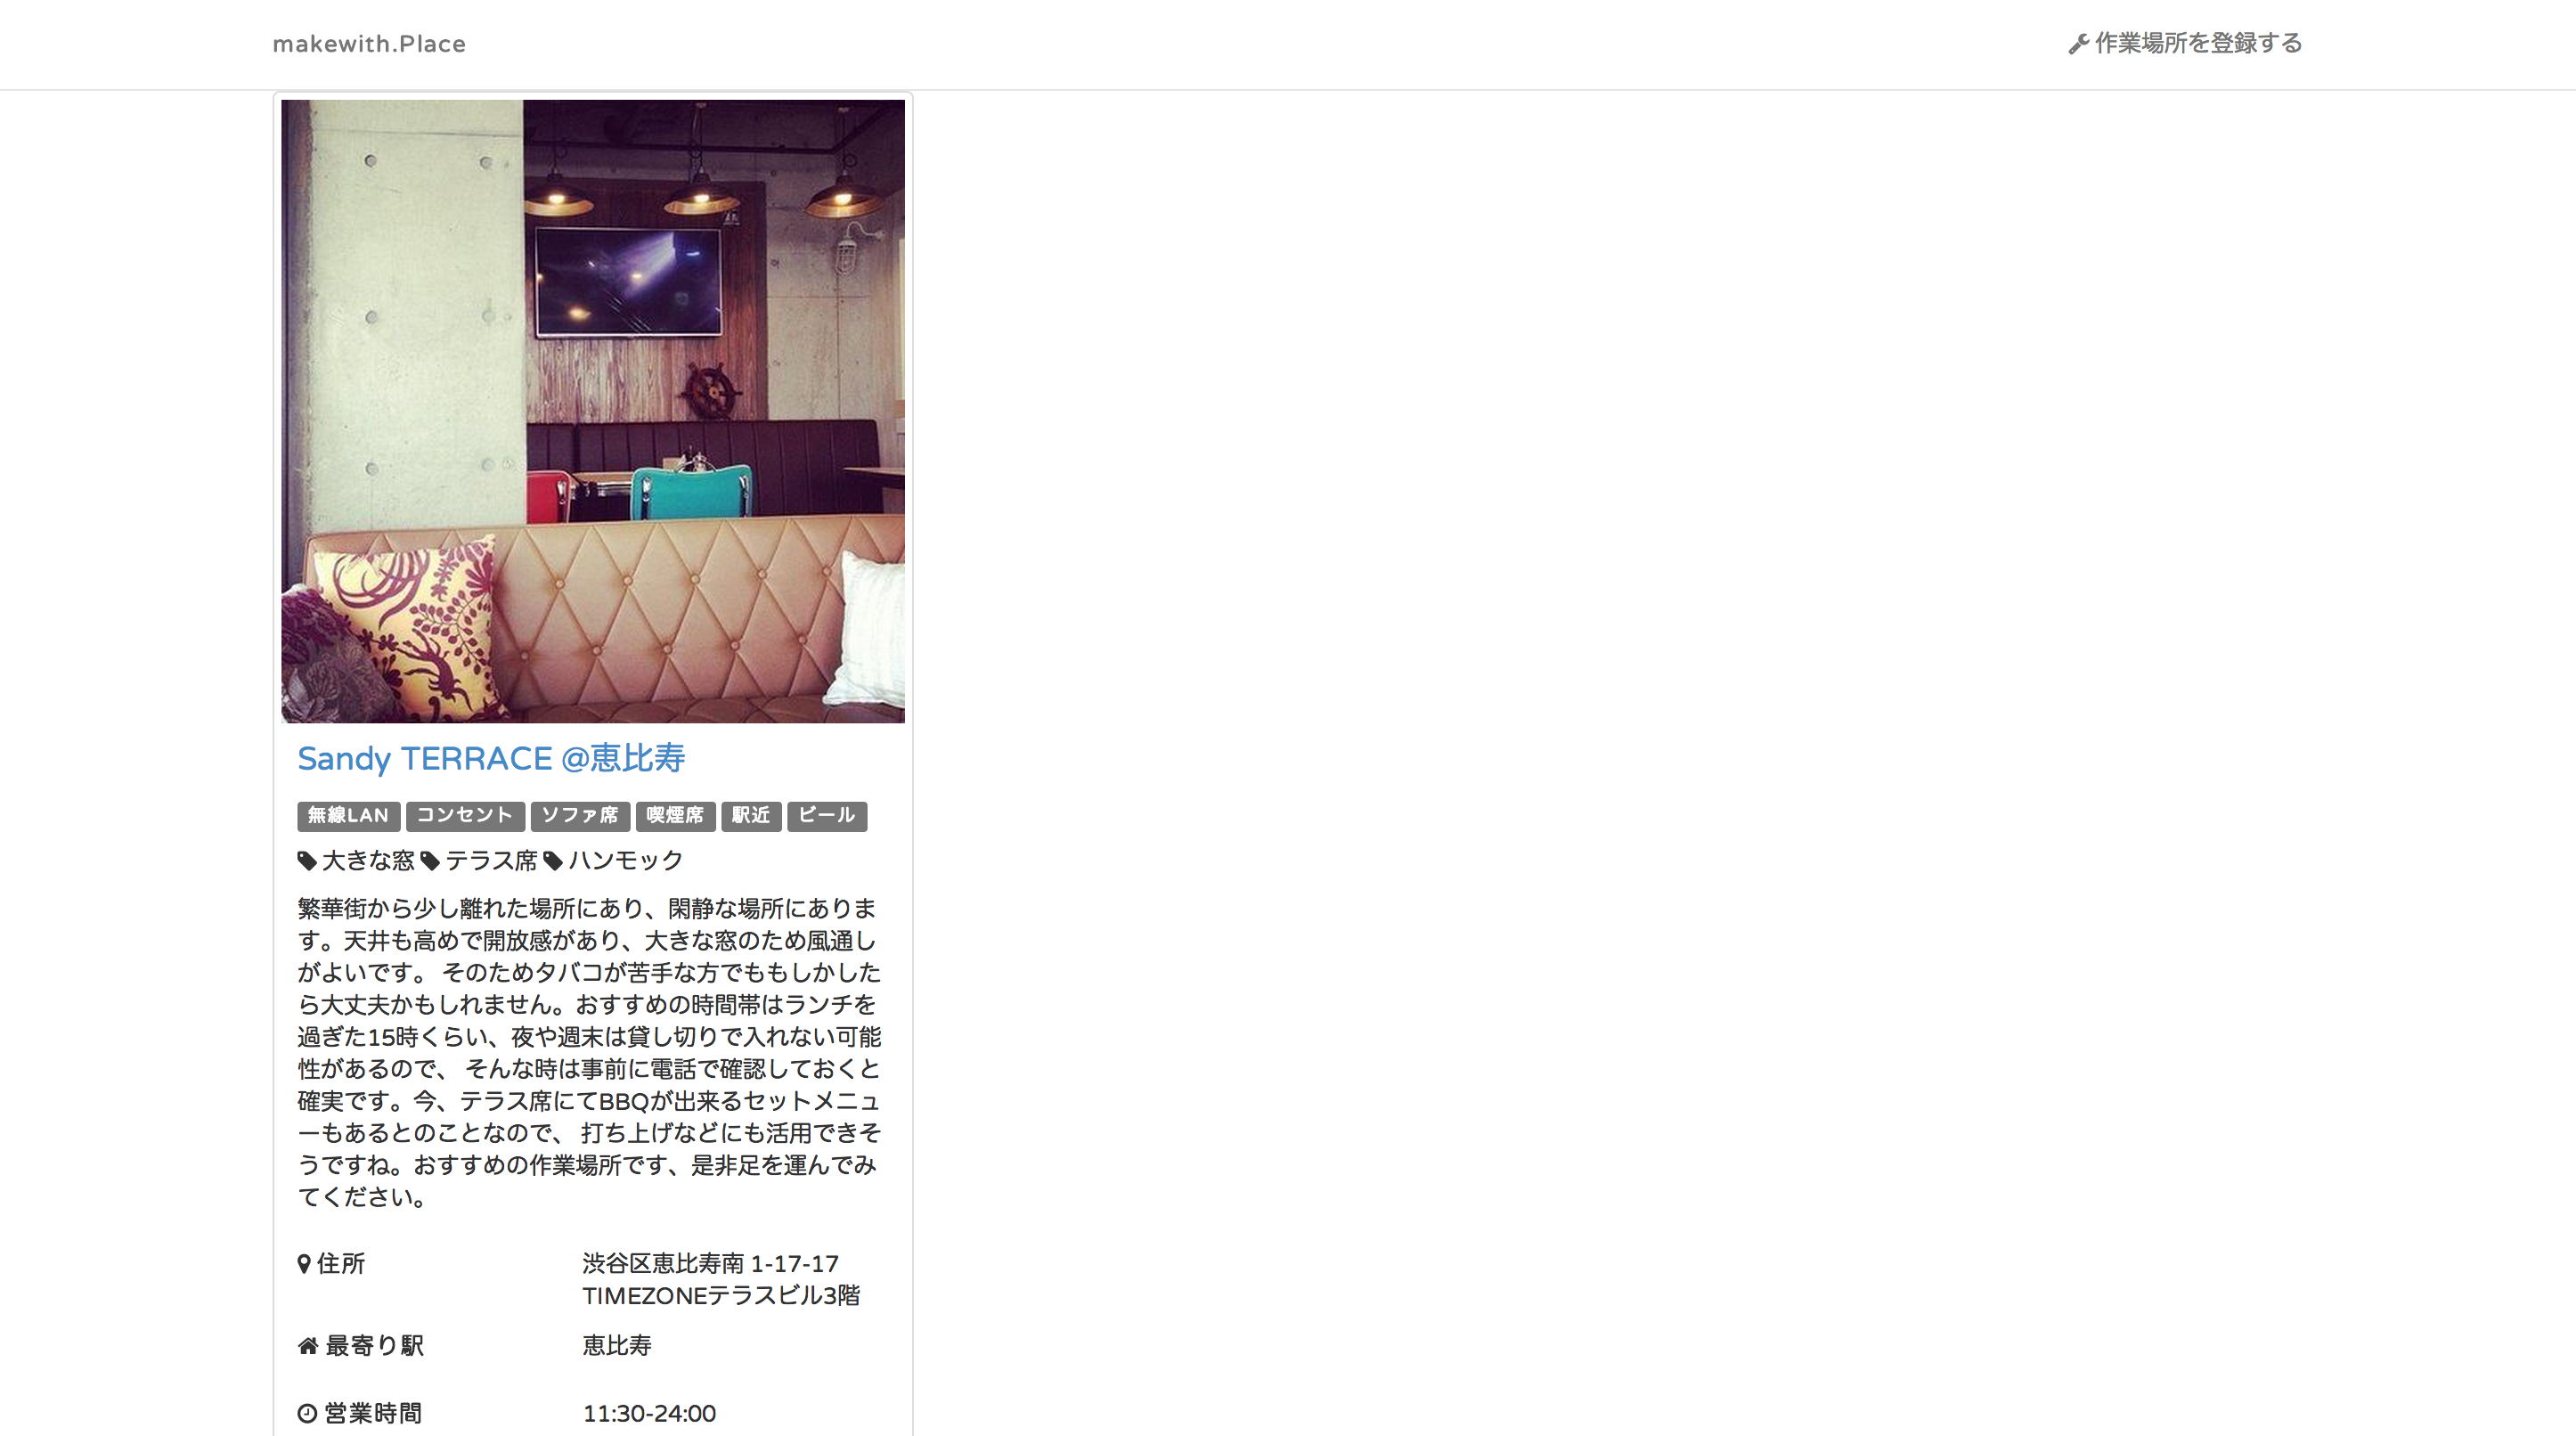 makewith.Place
作業場所を登録する
Sandy TERRACE @恵比寿
無線LAN コンセント ソファ席 喫煙席 駅近 ビール
大きな窓 テラス席 ハンモック
繁華街から少し離れた場所にあり、閑静な場所にありま
す。天井も高めで開放感があり、大きな窓のため風通し
がよいです。 そのためタバコが苦手な方でももしかした
ら大丈夫かもしれません。おすすめの時間帯はランチを
過ぎた15時くらい、夜や週末は貸し切りで入れない可能
性があるので、 そんな時は事前に電話で確認しておくと
確実です。今、テラス席にてBBQが出来るセットメニュ
ーもあるとのことなので、 打ち上げなどにも活用できそ
うですね。おすすめの作業場所です、是非足を運んでみ
てください。
住所 渋谷区恵比寿南 1-17-17
TIMEZONEテラスビル3階
最寄り駅 恵比寿
営業時間 11:30-24:00